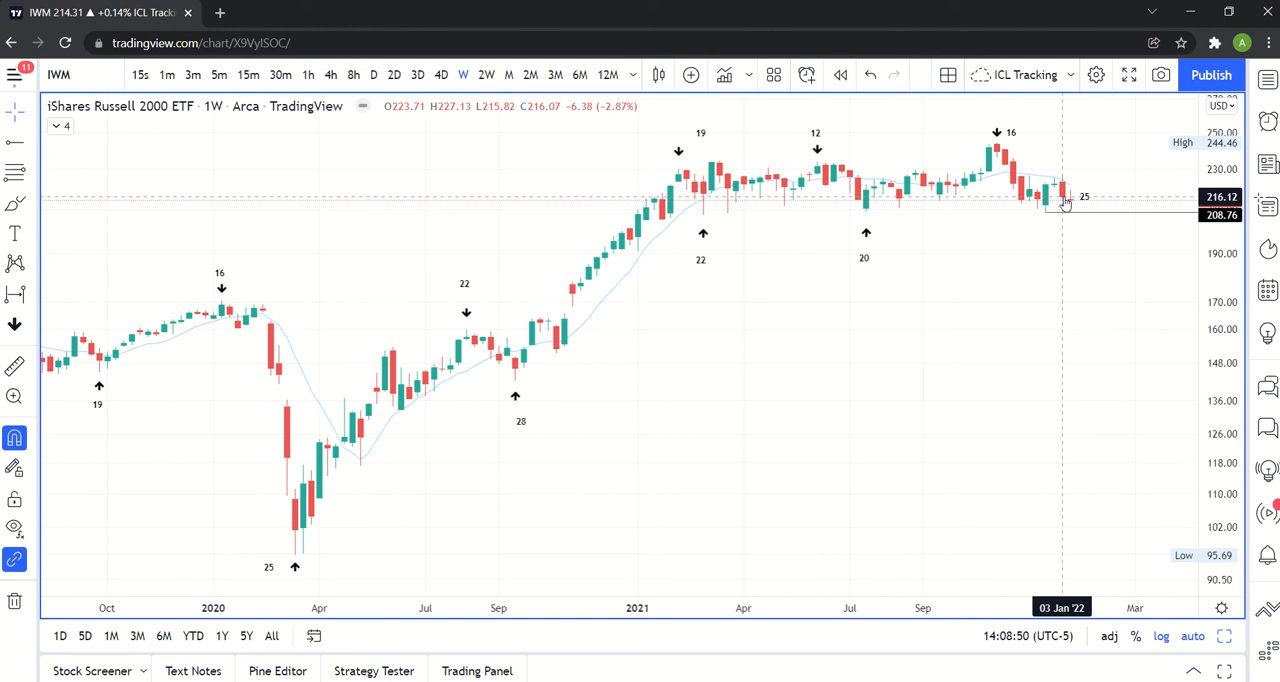 IWM 214.31 ▲ +0.14% ICL Tracki
tradingview.com/chart/X9VyISOC/
A
11
IWM 15s 1m 3m 5m 15m 30m 1h 4h 8h D 2D 3D 4D W 2W M 2M 3M 6M 12M ICL Tracking Publish
iShares Russell 2000 ETF · 1W · Arca · TradingView O223.71 H227.13 L215.82 C216.07 -6.38 (-2.87%) USD
4
250.00
High 244.46
230.00
216.12
208.76
190.00
170.00
160.00
148.00
136.00
126.00
118.00
110.00
102.00
Low 95.69
90.50
19
16
25
22
28
19
22
12
20
16
25
Oct 2020 Apr Jul Sep 2021 Apr Jul Sep 03 Jan '22 Mar
1D 5D 1M 3M 6M YTD 1Y 5Y All 14:08:50 (UTC-5) adj % log auto
Stock Screener Text Notes Pine Editor Strategy Tester Trading Panel